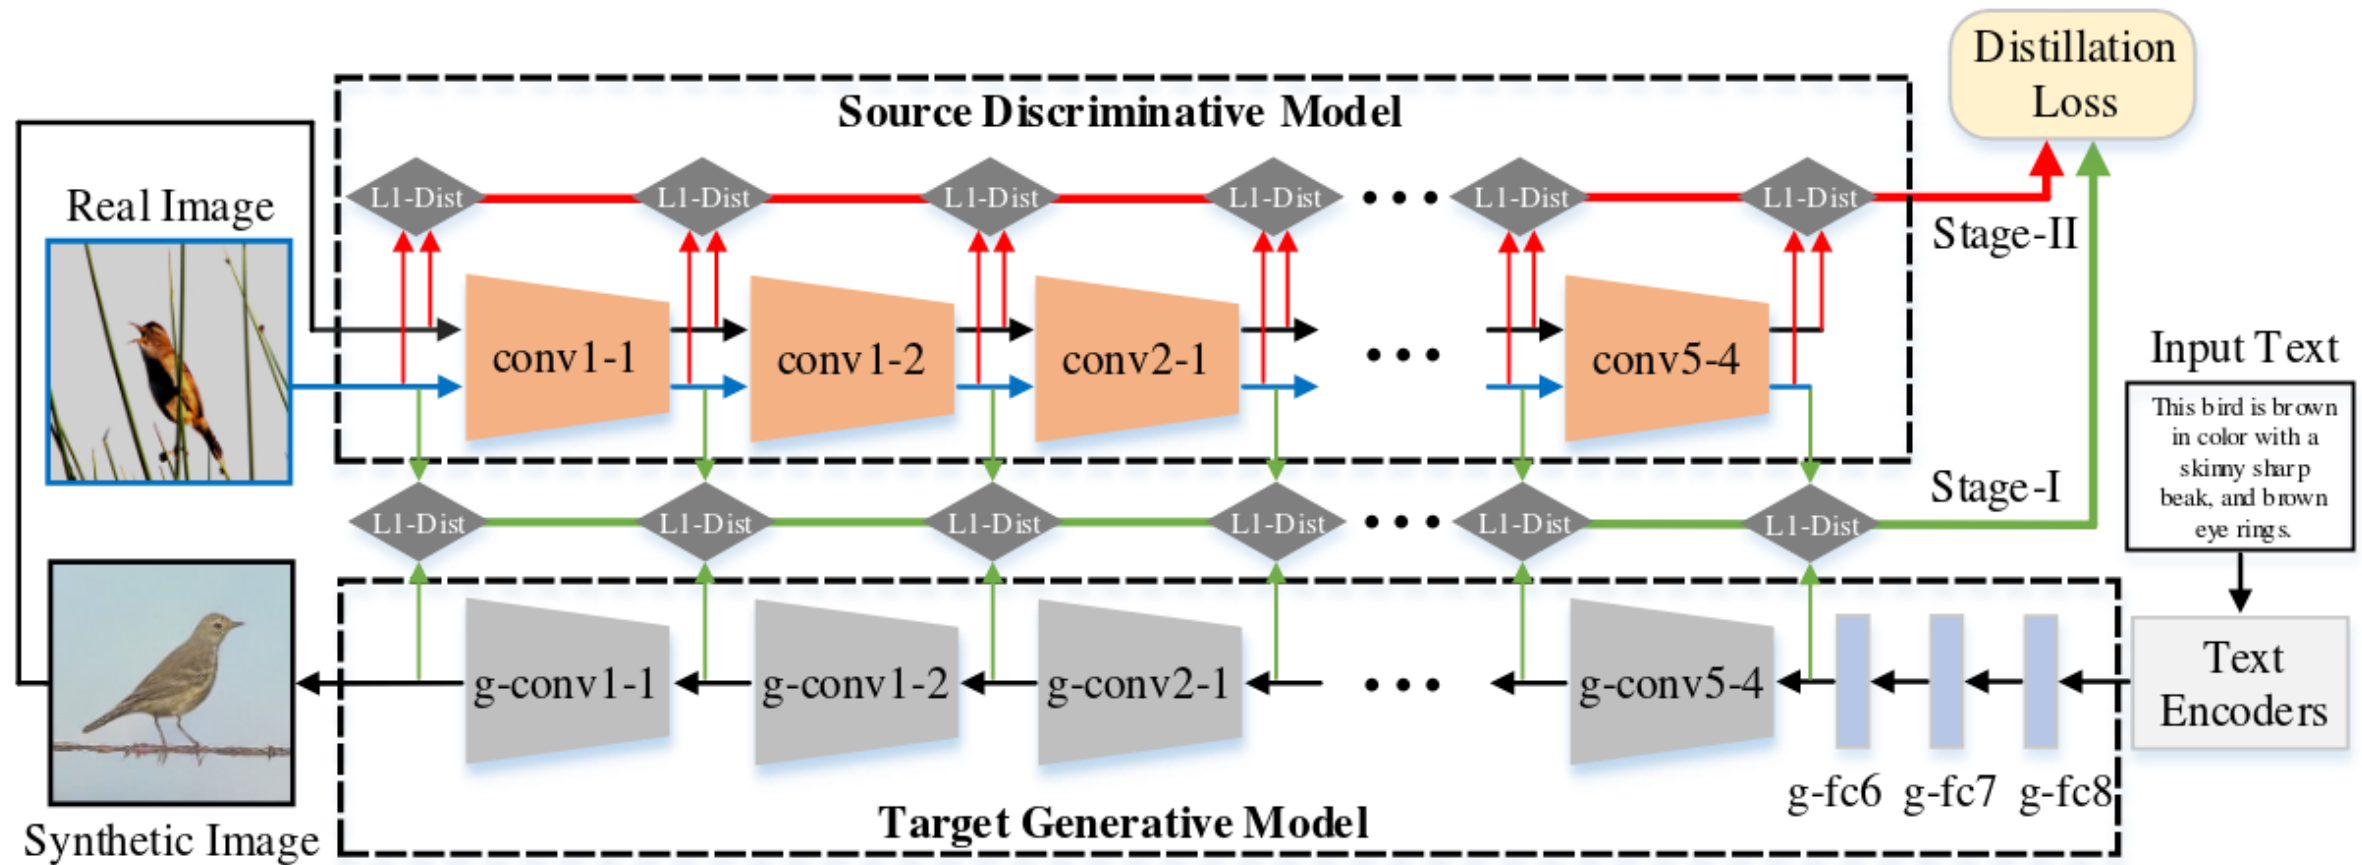 Distillation
Loss
Source Discriminative Model
Real Image
L1-Dist
L1-Dist
L1-Dist
L1-Dist
L1-Dist
L1-Dist
Stage-II
conv1-1
conv1-2
conv2-1
conv5-4
Input Text
This bird is brown
in color with a
skinny sharp
beak, and brown
eye rings.
Stage-I
L1-Dist
L1-Dist
L1-Dist
L1-Dist
L1-Dist
L1-Dist
g-conv1-1
g-conv1-2
g-conv2-1
g-conv5-4
Text
Encoders
g-fc6
g-fc7
g-fc8
Target Generative Model
Synthetic Image